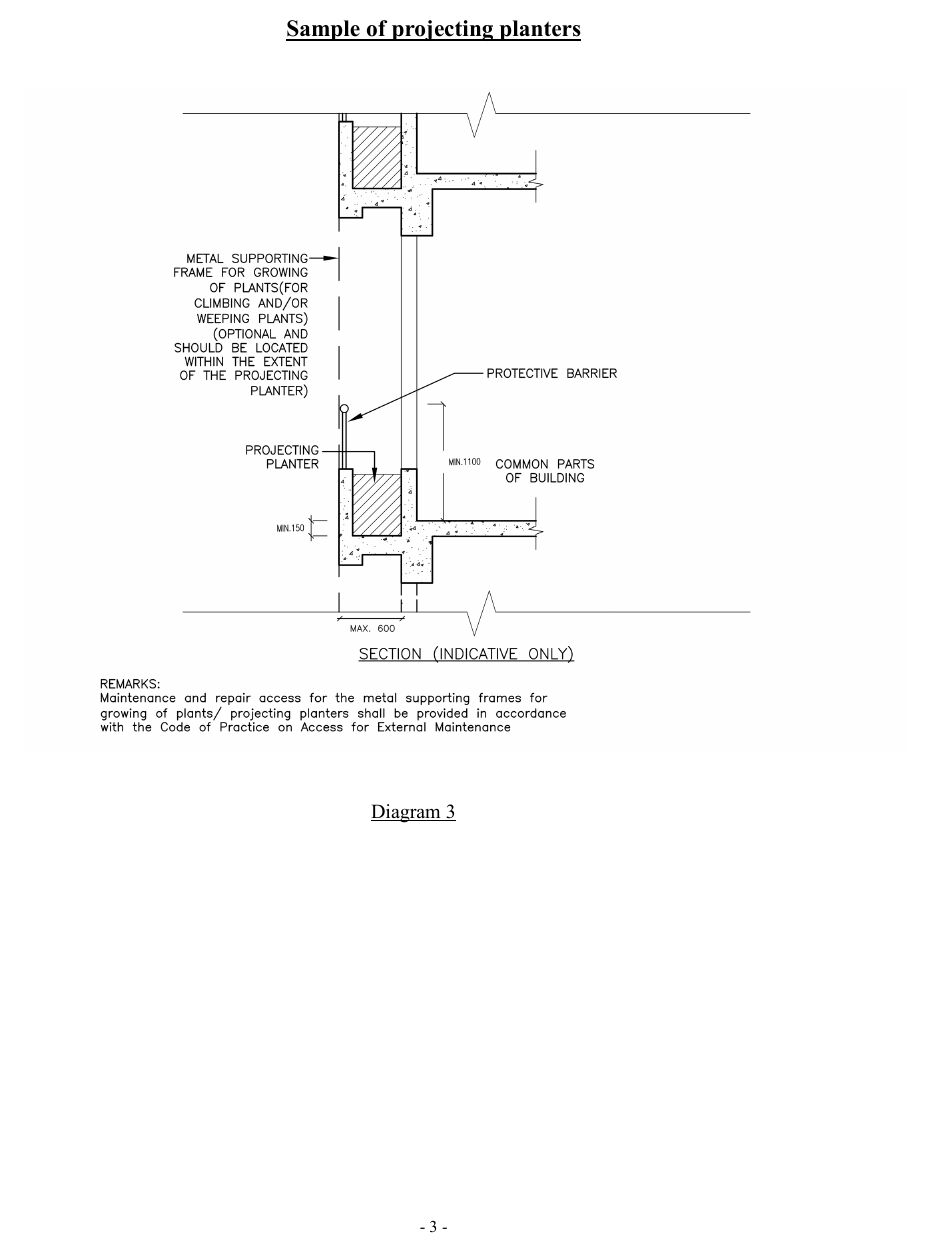 Sample of projecting planters
METAL SUPPORTING
FRAME FOR GROWING
OF PLANTS(FOR
CLIMBING AND/OR
WEEPING PLANTS)
(OPTIONAL AND
SHOULD BE LOCATED
WITHIN THE EXTENT
OF THE PROJECTING
PLANTER)
PROTECTIVE BARRIER
PROJECTING
PLANTER
MIN.1100
COMMON PARTS
OF BUILDING
MIN.150
MAX. 600
SECTION (INDICATIVE ONLY)
REMARKS:
Maintenance and repair access for the metal supporting frames for
growing of plants/ projecting planters shall be provided in accordance
with the Code of Practice on Access for External Maintenance
Diagram 3
- 3 -